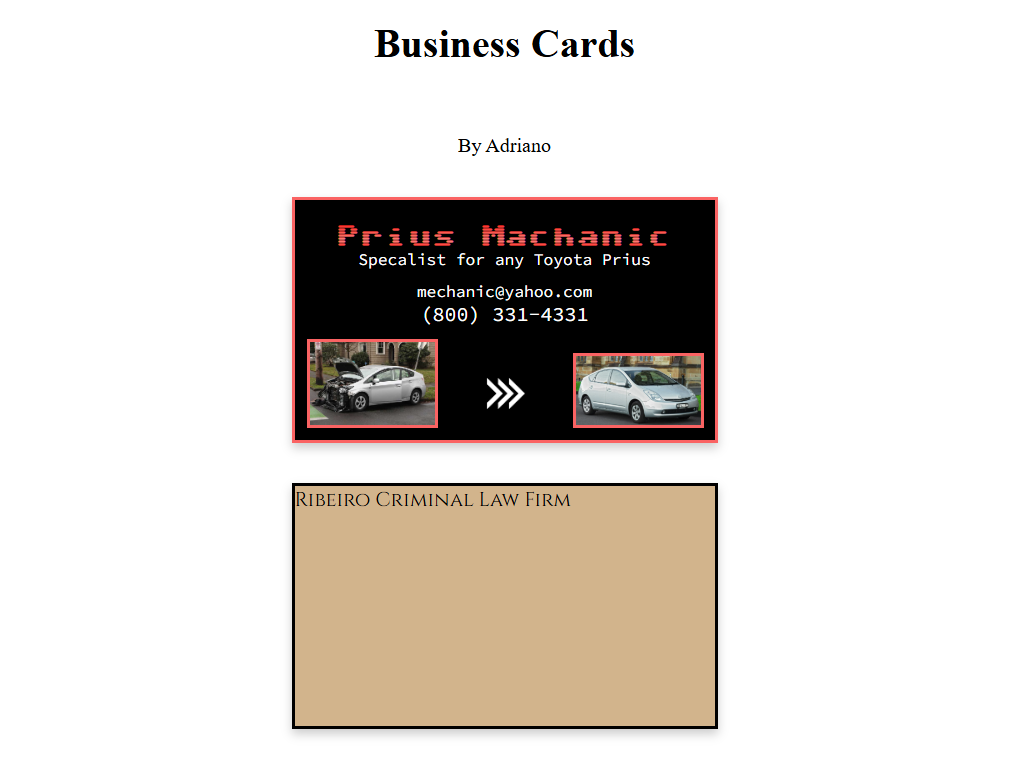 Business Cards
By Adriano
Prius Machanic
Specalist for any Toyota Prius
mechanic@yahoo.com
(800) 331-4331
Ribeiro Criminal Law Firm